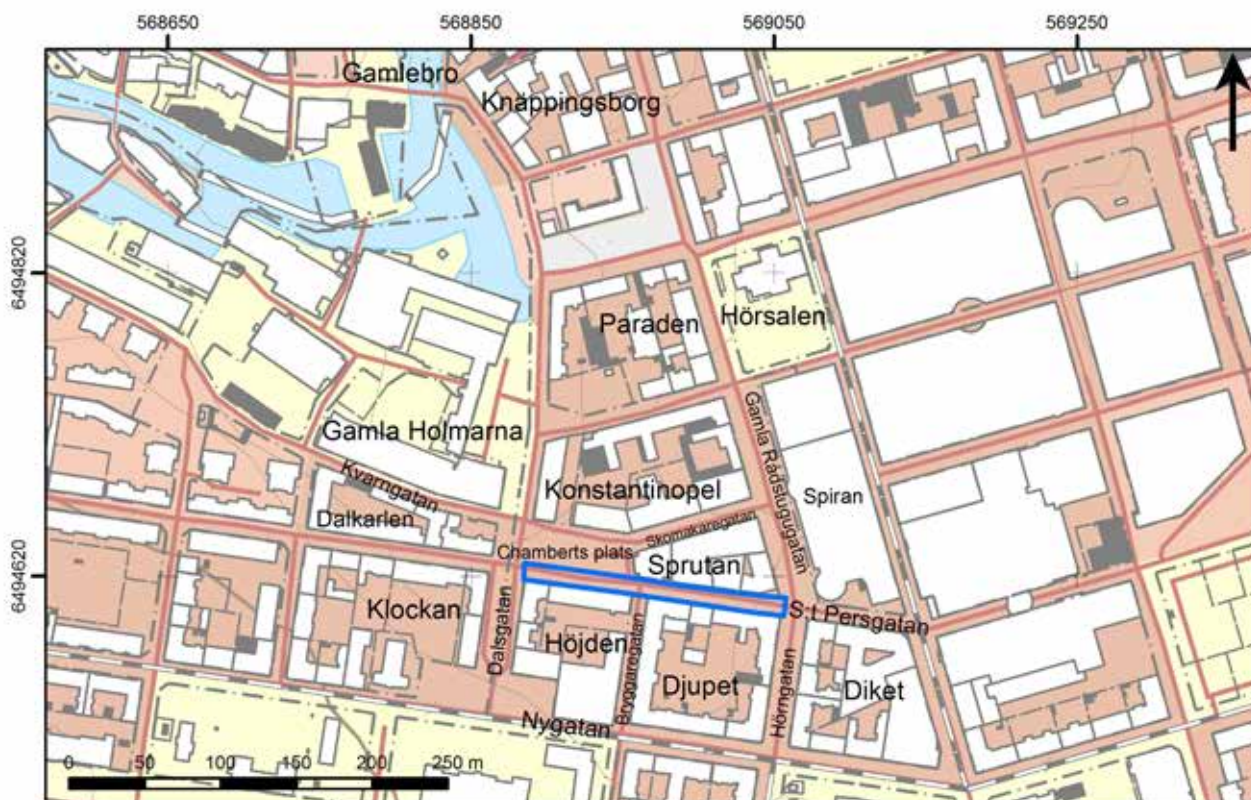 568650 568850 569050 569250
Gamlebro
Knäppingsborg
6494820
Paraden
Hörsalen
Gamla Holmarna
Gamla Rådstugugatan
Kvarngatan
Konstantinopel
Spiran
Dalkarlen
Skomakaregatan
Chamberts plats
Sprutan
6494620
Klockan
S:t Persgatan
Dalsgatan
Höjden
Bryggaregatan
Djupet
Hörngatan
Diket
Nygatan
0 50 100 150 200 250 m